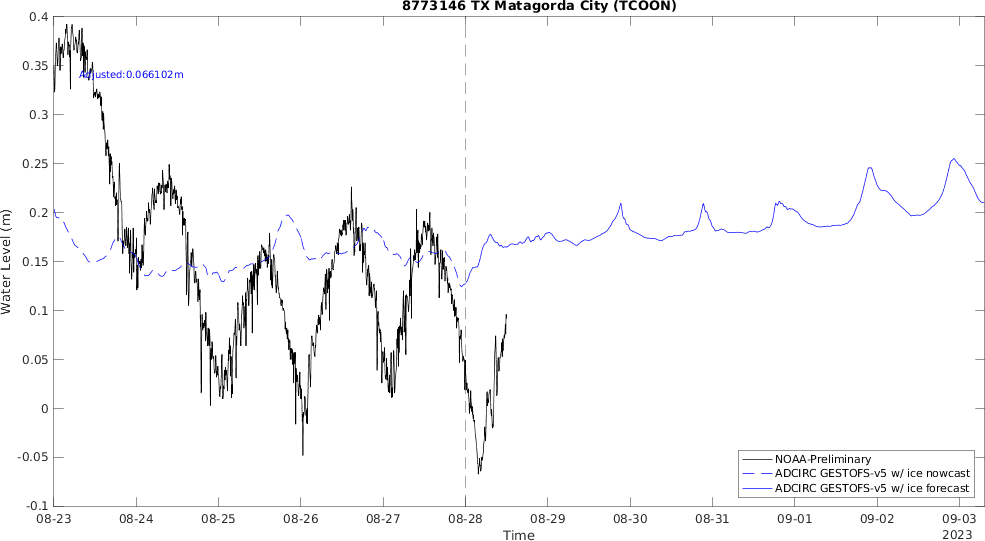 8773146 TX Matagorda City (TCOON)
0.4
0.35
0.3
0.25
0.2
0.15
0.1
0.05
0
-0.05
-0.1
Water Level (m)
Adjusted:0.066102m
NOAA-Preliminary
ADCIRC GESTOFS-v5 w/ ice nowcast
ADCIRC GESTOFS-v5 w/ ice forecast
08-23 08-24 08-25 08-26 08-27 08-28 08-29 08-30 08-31 09-01 09-02 09-03
Time
2023